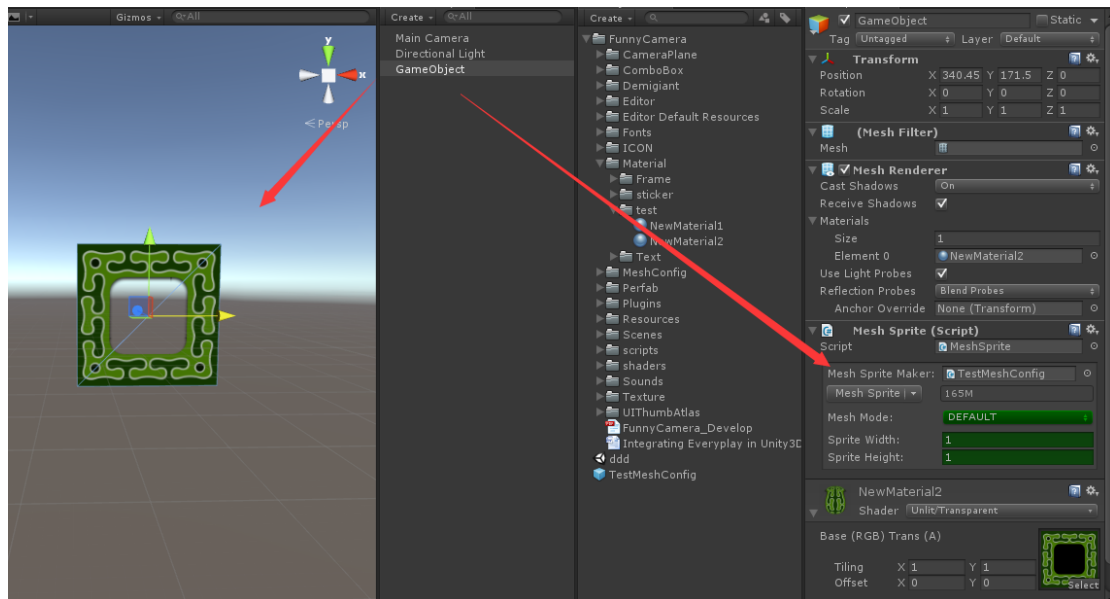 Gizmos
All
y
x
Persp
Create
All
Main Camera
Directional Light
GameObject
Create
FunnyCamera
CameraPlane
ComboBox
Demigiant
Editor
Editor Default Resources
Fonts
ICON
Material
Frame
sticker
test
NewMaterial1
NewMaterial2
Text
MeshConfig
Perfab
Plugins
Resources
Scenes
scripts
shaders
Sounds
Texture
UIThumbAtlas
FunnyCamera_Develop
Integrating Everyplay in Unity3D
ddd
TestMeshConfig
GameObject Static
Tag Untagged Layer Default
Transform
Position X 340.45 Y 171.5 Z 0
Rotation X 0 Y 0 Z 0
Scale X 1 Y 1 Z 1
(Mesh Filter)
Mesh
Mesh Renderer
Cast Shadows On
Receive Shadows
Materials
Size 1
Element 0 NewMaterial2
Use Light Probes
Reflection Probes Blend Probes
Anchor Override None (Transform)
Mesh Sprite (Script)
Script MeshSprite
Mesh Sprite Maker: TestMeshConfig
Mesh Sprite 165M
Mesh Mode: DEFAULT
Sprite Width: 1
Sprite Height: 1
NewMaterial2
Shader Unlit/Transparent
Base (RGB) Trans (A)
Tiling X 1 Y 1
Offset X 0 Y 0
Select